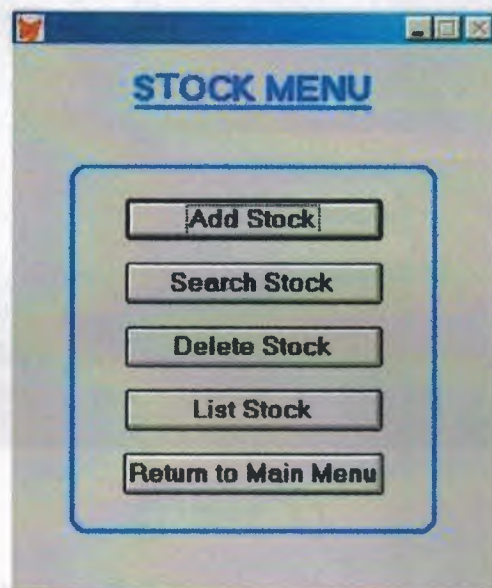 STOCK MENU
Add Stock
Search Stock
Delete Stock
List Stock
Return to Main Menu